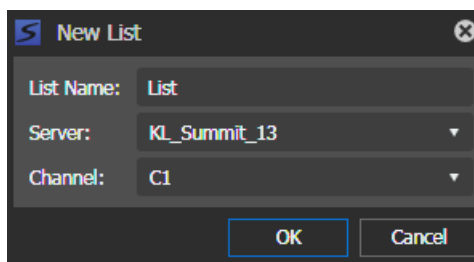 New List
List Name: List
Server: KL_Summit_13
Channel: C1
OK Cancel